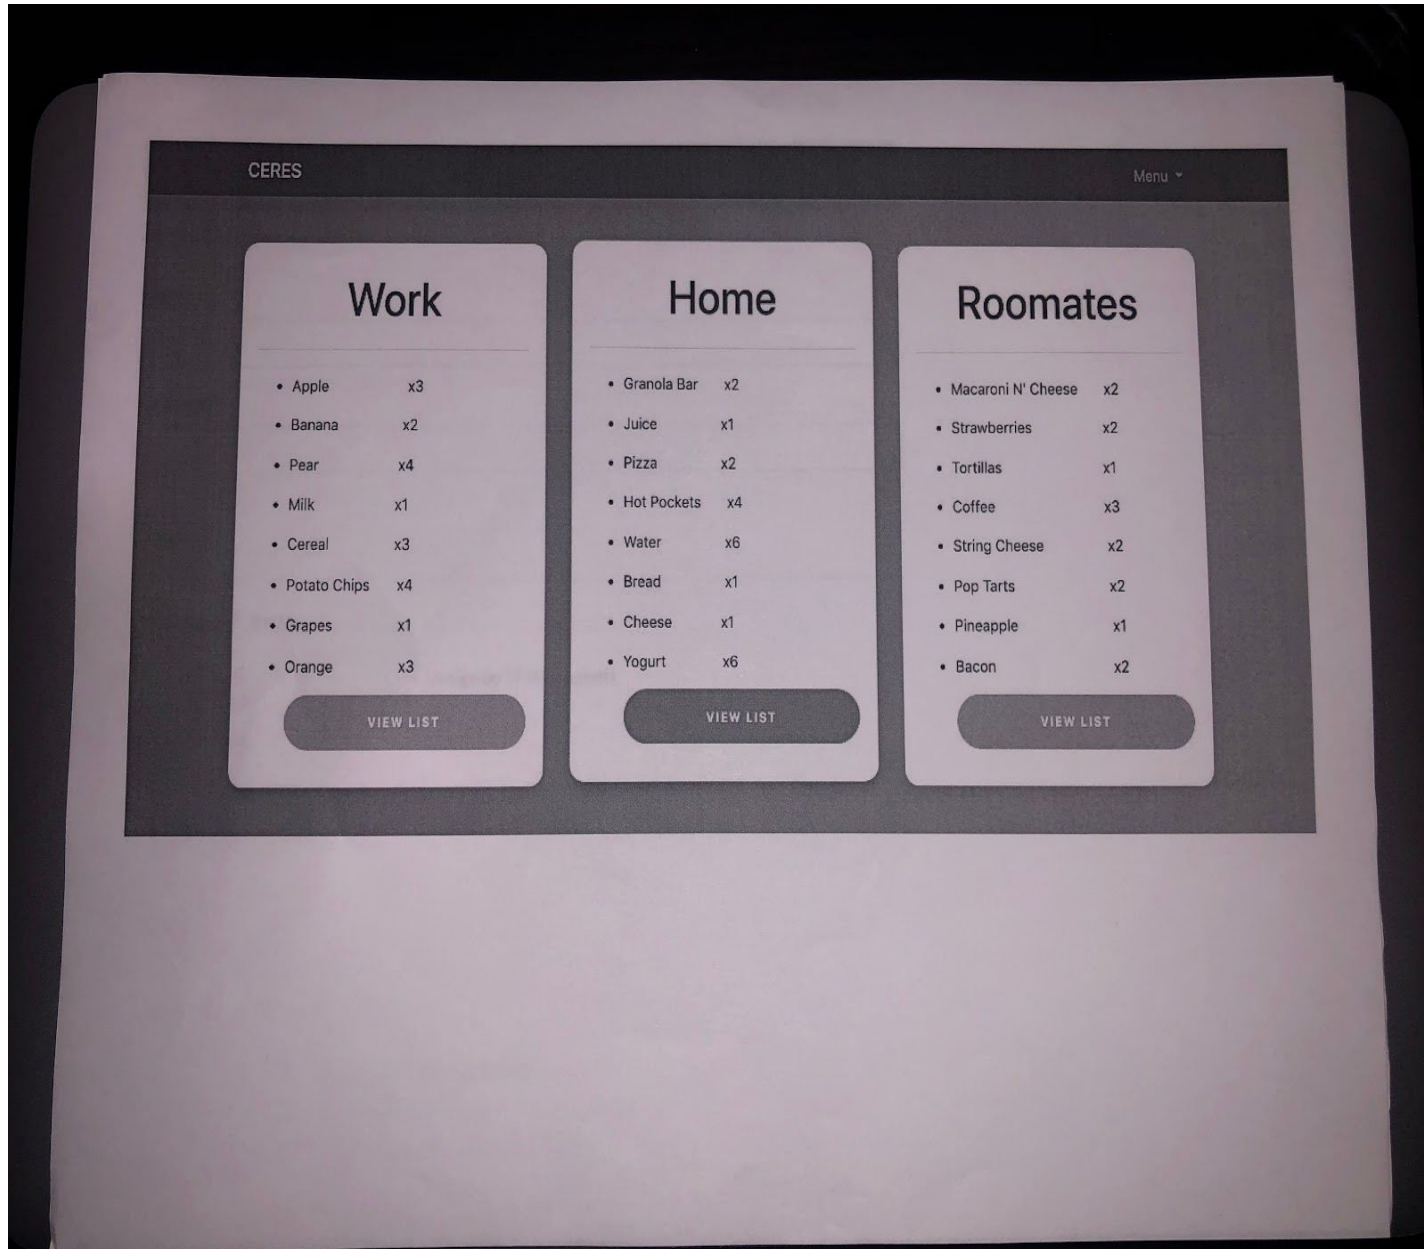 CERES
Menu
Work
• Apple x3
• Banana x2
• Pear x4
• Milk x1
• Cereal x3
• Potato Chips x4
• Grapes x1
• Orange x3
VIEW LIST
Home
• Granola Bar x2
• Juice x1
• Pizza x2
• Hot Pockets x4
• Water x6
• Bread x1
• Cheese x1
• Yogurt x6
VIEW LIST
Roomates
• Macaroni N' Cheese x2
• Strawberries x2
• Tortillas x1
• Coffee x3
• String Cheese x2
• Pop Tarts x2
• Pineapple x1
• Bacon x2
VIEW LIST